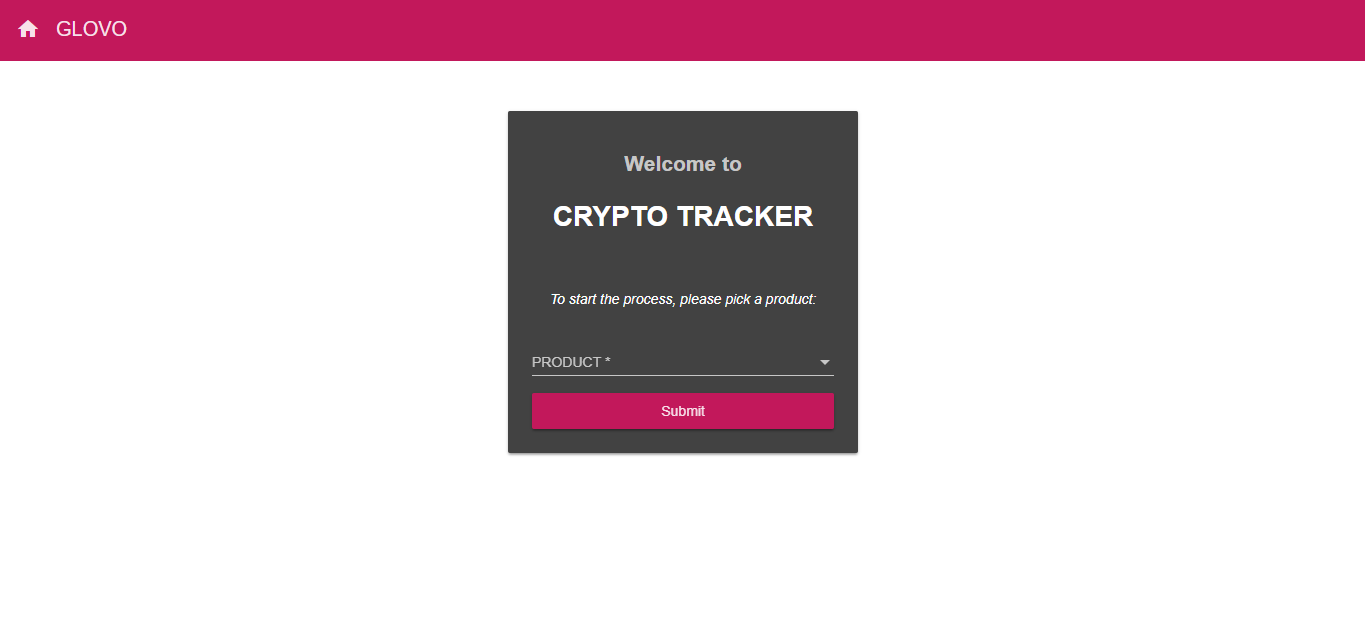 GLOVO
Welcome to
CRYPTO TRACKER
To start the process, please pick a product:
PRODUCT *
Submit